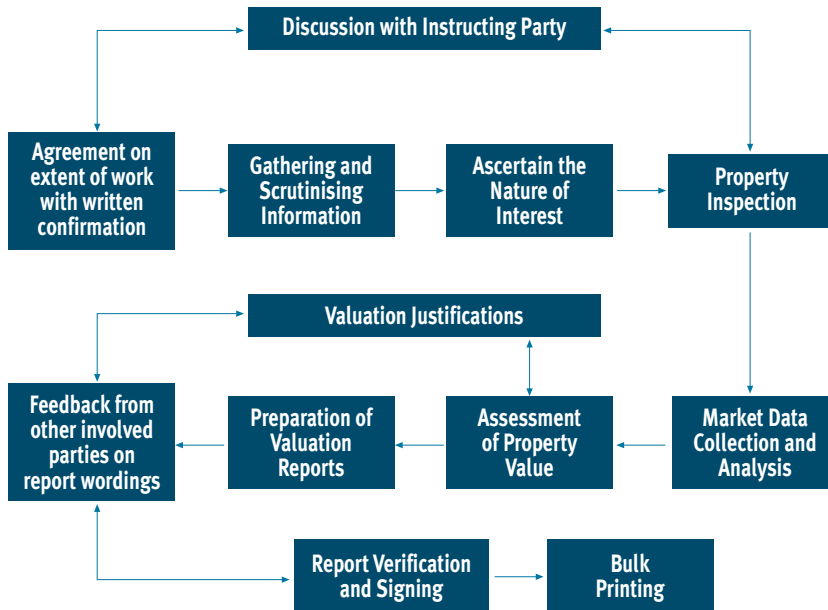 Discussion with Instructing Party
Agreement on
extent of work
with written
confirmation
Gathering and
Scrutinising
Information
Ascertain the
Nature of
Interest
Property
Inspection
Valuation Justifications
Feedback from
other involved
parties on
report wordings
Preparation of
Valuation
Reports
Assessment
of Property
Value
Market Data
Collection and
Analysis
Report Verification
and Signing
Bulk
Printing